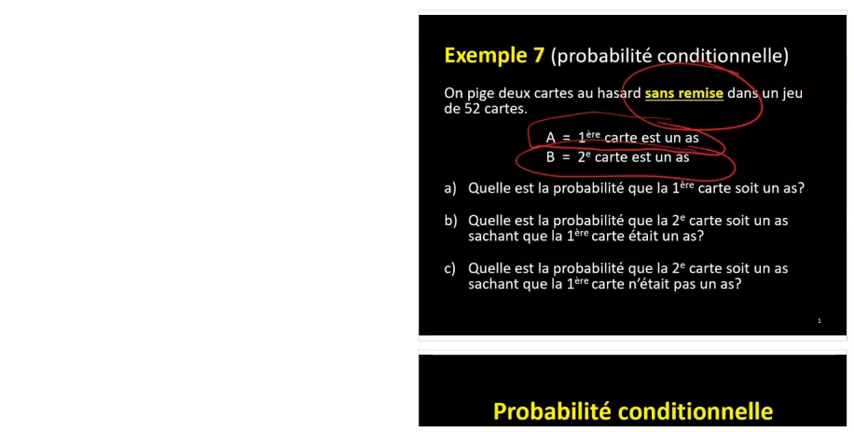 Exemple 7 (probabilité conditionnelle)
On pige deux cartes au hasard sans remise dans un jeu
de 52 cartes.
A = 1ère carte est un as
B = 2e carte est un as
a) Quelle est la probabilité que la 1ère carte soit un as?
b) Quelle est la probabilité que la 2e carte soit un as
sachant que la 1ère carte était un as?
c) Quelle est la probabilité que la 2e carte soit un as
sachant que la 1ère carte n'était pas un as?
1
Probabilité conditionnelle